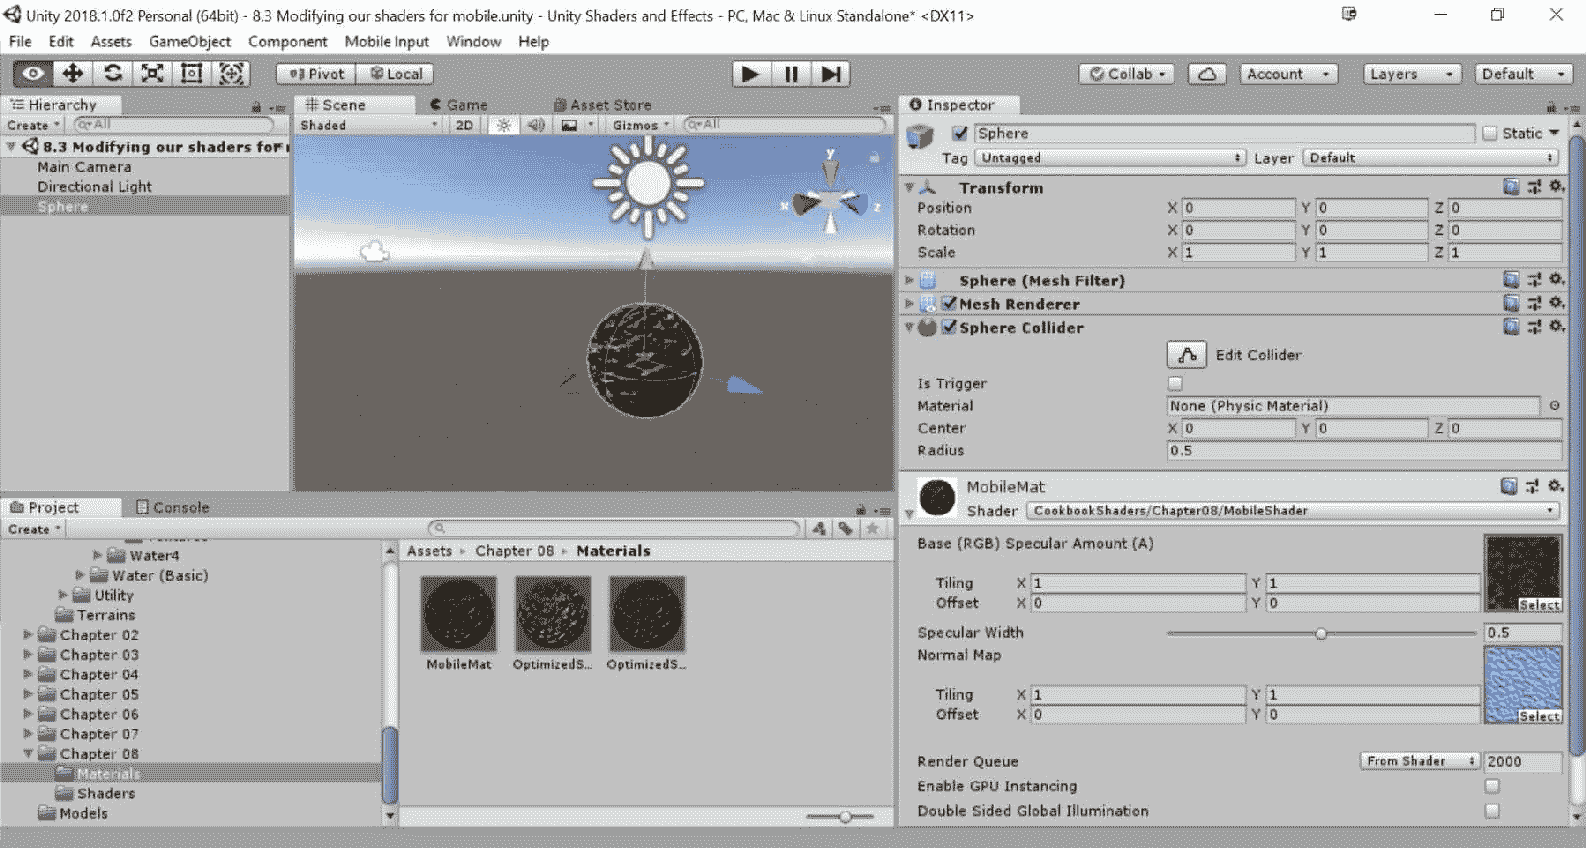 Unity 2018.1.0f2 Personal (64bit) - 8.3 Modifying our shaders for mobile.unity - Unity Shaders and Effects - PC, Mac & Linux Standalone* <DX11>
File Edit Assets GameObject Component Mobile Input Window Help
Pivot Local Collab Account Layers Default
Hierarchy
Create All
8.3 Modifying our shaders for
Main Camera
Directional Light
Sphere
Scene Game Asset Store
Shaded 2D Gizmos All
y
x z
Project Console
Create
Water4
Water (Basic)
Utility
Terrains
Chapter 02
Chapter 03
Chapter 04
Chapter 05
Chapter 06
Chapter 07
Chapter 08
Materials
Shaders
Models
Assets Chapter 08 Materials
MobileMat OptimizedS... OptimizedS...
Inspector
Sphere Static
Tag Untagged Layer Default
Transform
Position X 0 Y 0 Z 0
Rotation X 0 Y 0 Z 0
Scale X 1 Y 1 Z 1
Sphere (Mesh Filter)
Mesh Renderer
Sphere Collider
Edit Collider
Is Trigger
Material None (Physic Material)
Center X 0 Y 0 Z 0
Radius 0.5
MobileMat
Shader CookbookShaders/Chapter08/MobileShader
Base (RGB) Specular Amount (A)
Tiling X 1 Y 1
Offset X 0 Y 0 Select
Specular Width 0.5
Normal Map
Tiling X 1 Y 1
Offset X 0 Y 0 Select
Render Queue From Shader 2000
Enable GPU Instancing
Double Sided Global Illumination